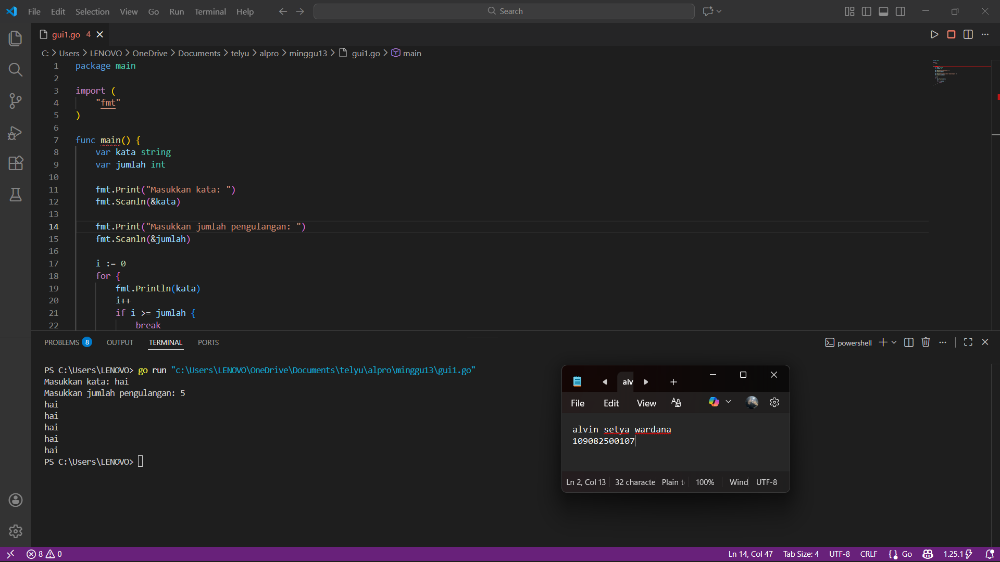 File Edit Selection View Go Run Terminal Help Search
gui1.go 4
C: > Users > LENOVO > OneDrive > Documents > telyu > alpro > minggu13 > gui1.go > main
1 package main
2
3 import (
4 "fmt"
5 )
6
7 func main() {
8 var kata string
9 var jumlah int
10
11 fmt.Print("Masukkan kata: ")
12 fmt.Scanln(&kata)
13
14 fmt.Print("Masukkan jumlah pengulangan: ")
15 fmt.Scanln(&jumlah)
16
17 i := 0
18 for {
19 fmt.Println(kata)
20 i++
21 if i >= jumlah {
22 break
PROBLEMS 8 OUTPUT TERMINAL PORTS powershell
PS C:\Users\LENOVO> go run "c:\Users\LENOVO\OneDrive\Documents\telyu\alpro\minggu13\gui1.go"
Masukkan kata: hai
Masukkan jumlah pengulangan: 5
hai
hai
hai
hai
hai
PS C:\Users\LENOVO>
alv
File Edit View
alvin setya wardana
109082500107
Ln 2, Col 13 32 characte Plain t 100% Wind UTF-8
8 0 Ln 14, Col 47 Tab Size: 4 UTF-8 CRLF {} Go 1.25.1